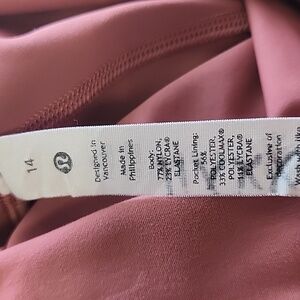 14
Designed in
Vancouver
Made in
Philippines
Body:
77% NYLON,
23% LYCRA®
ELASTANE
Pocket Lining:
56%
POLYESTER,
33% COOLMAX®
POLYESTER,
11% LYCRA®
ELASTANE
Exclusive of